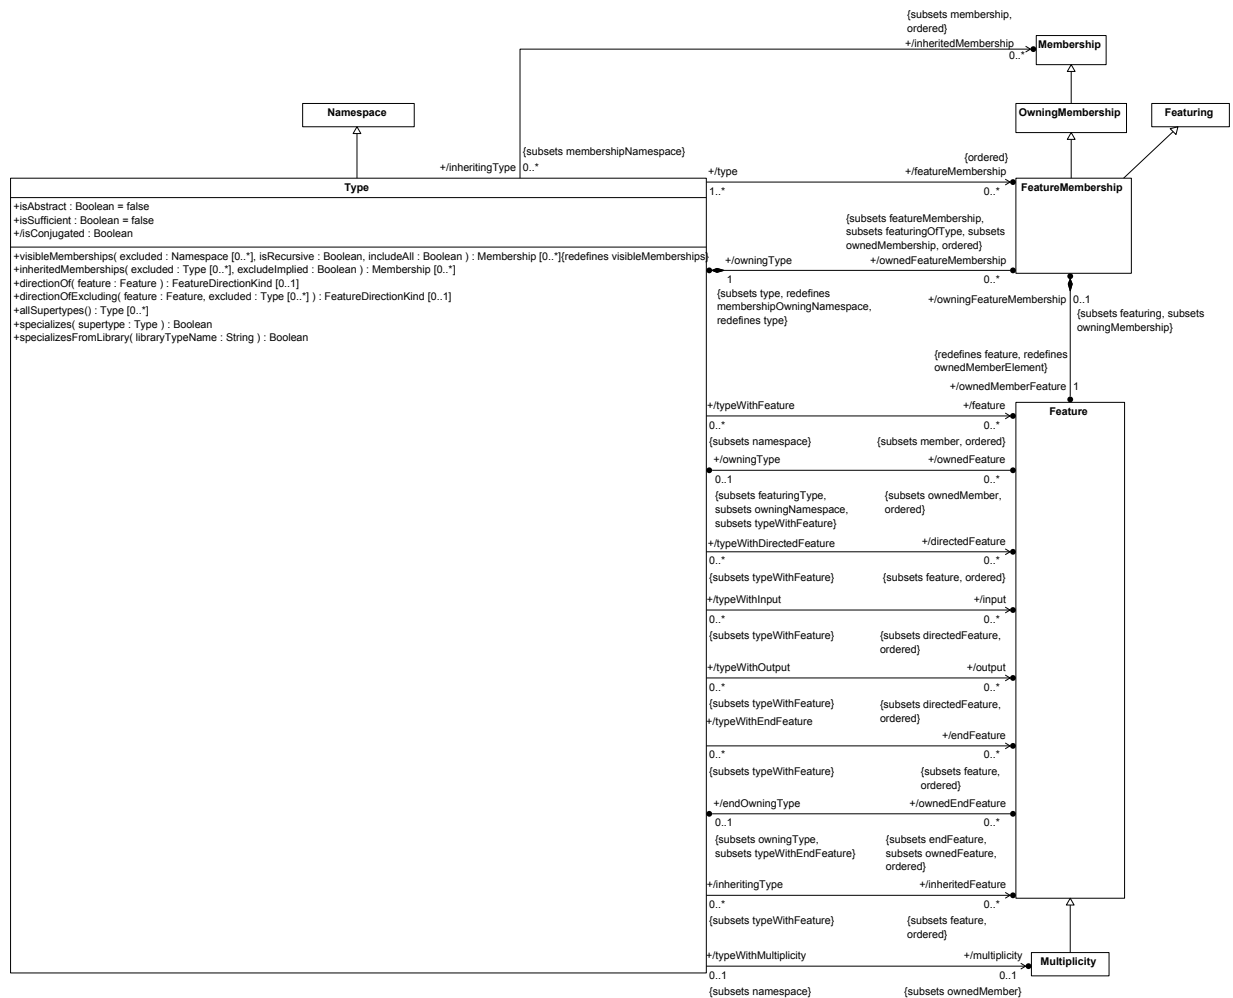 {subsets membership,
ordered}
+/inheritedMembership
0..*
Membership
Namespace
OwningMembership
Featuring
{subsets membershipNamespace}
+/inheritingType
0..*
Type
+isAbstract : Boolean = false
+isSufficient : Boolean = false
+/isConjugated : Boolean
+visibleMemberships( excluded : Namespace [0..*], isRecursive : Boolean, includeAll : Boolean ) : Membership [0..*]{redefines visibleMemberships}
+inheritedMemberships( excluded : Type [0..*], excludeImplied : Boolean ) : Membership [0..*]
+directionOf( feature : Feature ) : FeatureDirectionKind [0..1]
+directionOfExcluding( feature : Feature, excluded : Type [0..*] ) : FeatureDirectionKind [0..1]
+allSupertypes() : Type [0..*]
+specializes( supertype : Type ) : Boolean
+specializesFromLibrary( libraryTypeName : String ) : Boolean
+/type
1..*
{ordered}
+/featureMembership
0..*
FeatureMembership
{subsets featureMembership,
subsets featuringOfType, subsets
ownedMembership, ordered}
+/owningType
+/ownedFeatureMembership
1
0..*
{subsets type, redefines
membershipOwningNamespace,
redefines type}
+/owningFeatureMembership
0..1
{subsets featuring, subsets
owningMembership}
{redefines feature, redefines
ownedMemberElement}
+/ownedMemberFeature
1
Feature
+/typeWithFeature
+/feature
0..*
0..*
{subsets namespace}
{subsets member, ordered}
+/owningType
+/ownedFeature
0..1
0..*
{subsets featuringType,
subsets owningNamespace,
subsets typeWithFeature}
{subsets ownedMember,
ordered}
+/typeWithDirectedFeature
+/directedFeature
0..*
0..*
{subsets typeWithFeature}
{subsets feature, ordered}
+/typeWithInput
+/input
0..*
0..*
{subsets typeWithFeature}
{subsets directedFeature,
ordered}
+/typeWithOutput
+/output
0..*
0..*
{subsets typeWithFeature}
{subsets directedFeature,
ordered}
+/typeWithEndFeature
+/endFeature
0..*
0..*
{subsets typeWithFeature}
{subsets feature,
ordered}
+/endOwningType
+/ownedEndFeature
0..1
0..*
{subsets owningType,
subsets typeWithEndFeature}
{subsets endFeature,
subsets ownedFeature,
ordered}
+/inheritingType
+/inheritedFeature
0..*
0..*
{subsets typeWithFeature}
{subsets feature,
ordered}
+/typeWithMultiplicity
+/multiplicity
0..1
0..1
{subsets namespace}
{subsets ownedMember}
Multiplicity